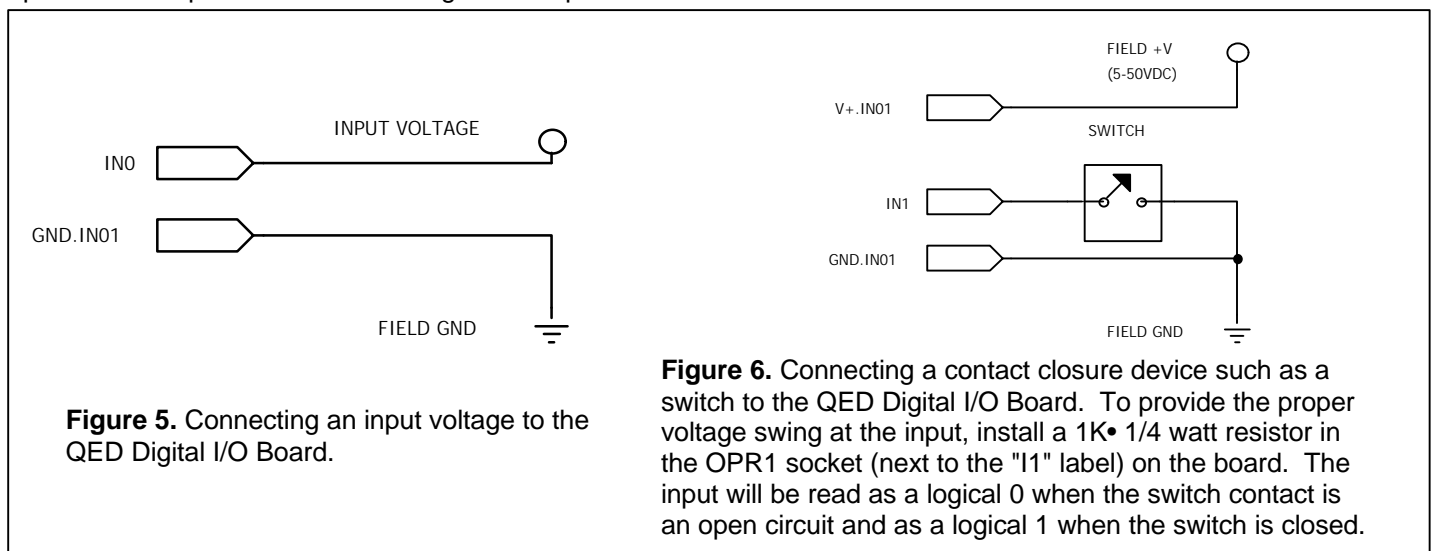 INPUT VOLTAGE
IN0
GND.IN01
FIELD GND
Figure 5. Connecting an input voltage to the
QED Digital I/O Board.
FIELD +V
(5-50VDC)
V+.IN01
SWITCH
IN1
GND.IN01
FIELD GND
Figure 6. Connecting a contact closure device such as a
switch to the QED Digital I/O Board. To provide the proper
voltage swing at the input, install a 1K• 1/4 watt resistor in
the OPR1 socket (next to the "I1" label) on the board. The
input will be read as a logical 0 when the switch contact is
an open circuit and as a logical 1 when the switch is closed.